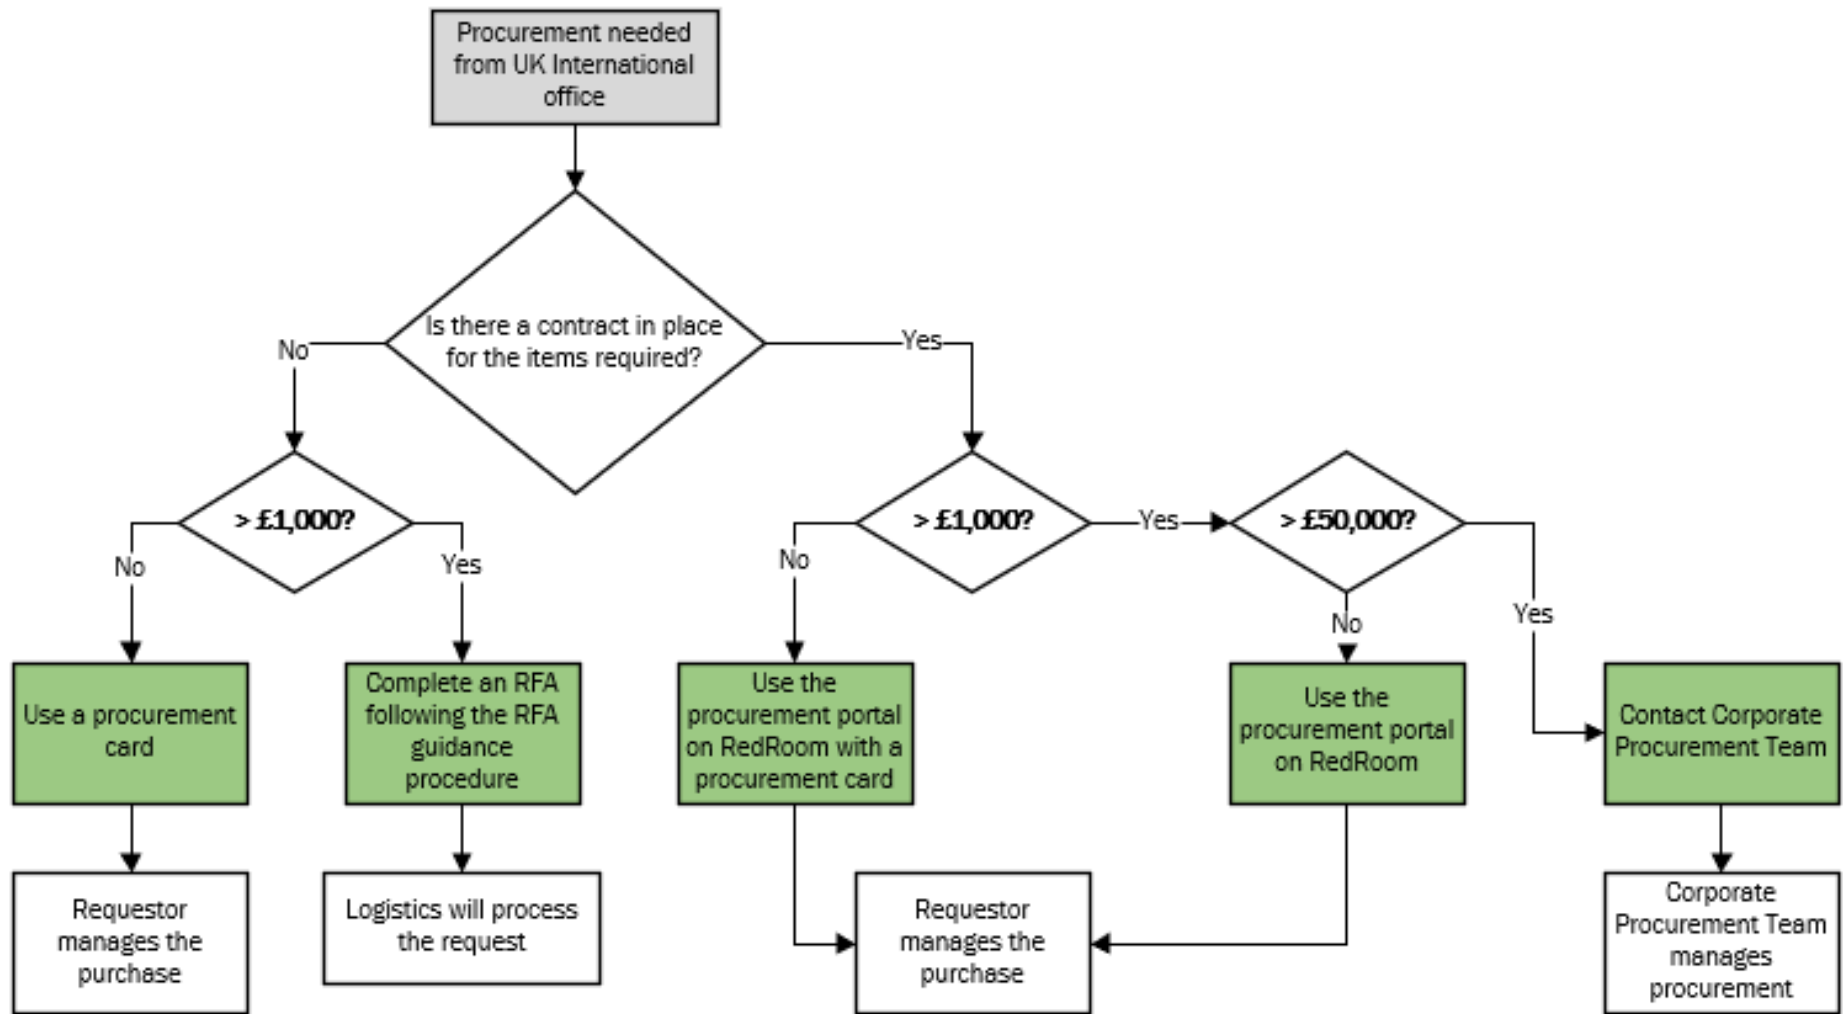 Procurement needed
from UK International
office
Is there a contract in place
for the items required?
No
Yes
> £1,000?
> £1,000?
Yes
> £50,000?
No
Yes
No
No
Yes
Use a procurement
card
Complete an RFA
following the RFA
guidance
procedure
Use the
procurement portal
on RedRoom with a
procurement card
Use the
procurement portal
on RedRoom
Contact Corporate
Procurement Team
Requestor
manages the
purchase
Logistics will process
the request
Requestor
manages the
purchase
Corporate
Procurement Team
manages
procurement